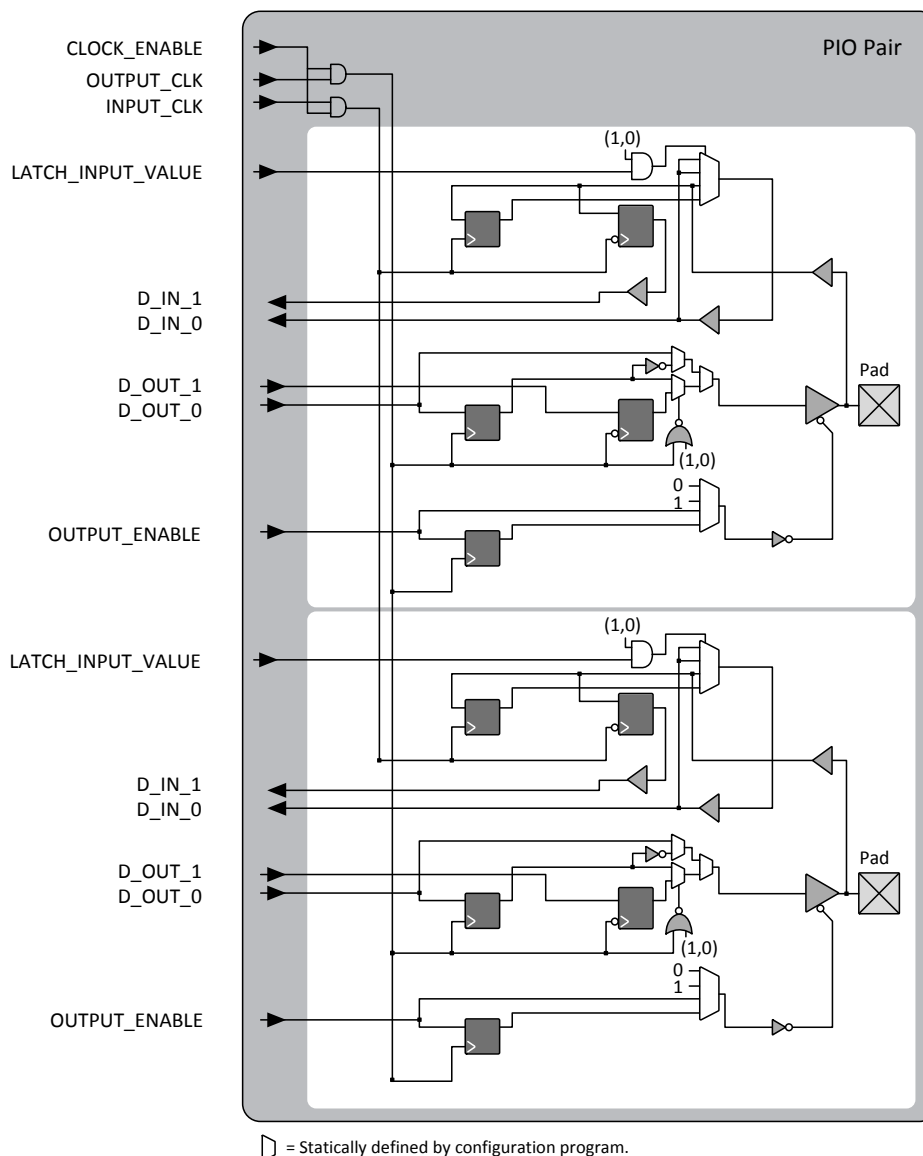 PIO Pair
CLOCK_ENABLE
OUTPUT_CLK
INPUT_CLK
(1,0)
LATCH_INPUT_VALUE
D_IN_1
D_IN_0
D_OUT_1
D_OUT_0
Pad
(1,0)
0
1
OUTPUT_ENABLE
(1,0)
LATCH_INPUT_VALUE
D_IN_1
D_IN_0
D_OUT_1
D_OUT_0
Pad
(1,0)
0
1
OUTPUT_ENABLE
= Statically defined by configuration program.